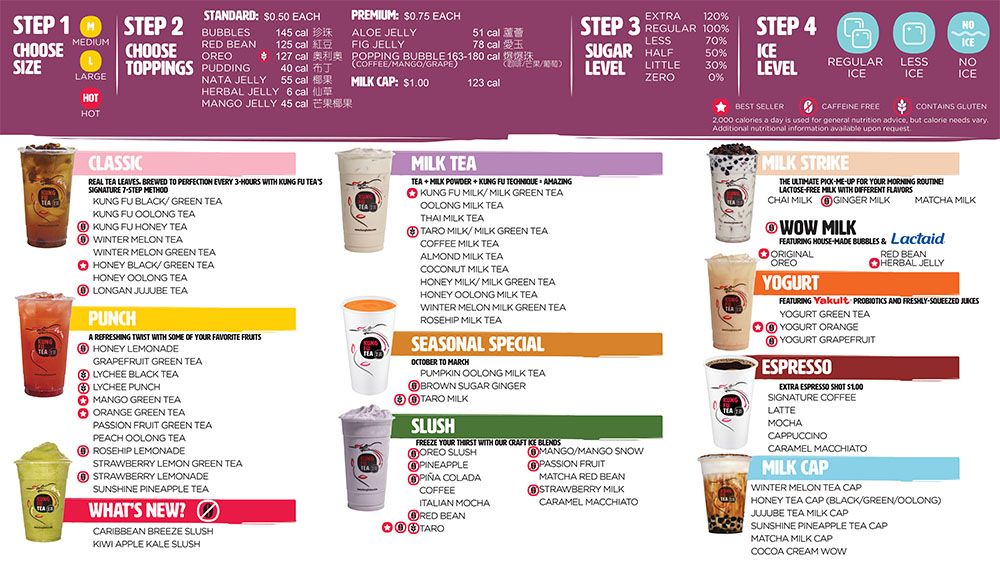 STEP 1
CHOOSE
SIZE
M
MEDIUM
L
LARGE
HOT
HOT
STEP 2
CHOOSE
TOPPINGS
STANDARD: $0.50 EACH
BUBBLES 145 cal 珍珠
RED BEAN 125 cal 紅豆
OREO 127 cal 奧利奧
PUDDING 40 cal 布丁
NATA JELLY 55 cal 椰果
HERBAL JELLY 6 cal 仙草
MANGO JELLY 45 cal 芒果椰果
PREMIUM: $0.75 EACH
ALOE JELLY 51 cal 蘆薈
FIG JELLY 78 cal 愛玉
POPPING BUBBLE 163-180 cal 爆爆珠
(COFFEE/MANGO/GRAPE) (咖啡/芒果/葡萄)
MILK CAP: $1.00 123 cal
STEP 3
SUGAR
LEVEL
EXTRA 120%
REGULAR 100%
LESS 70%
HALF 50%
LITTLE 30%
ZERO 0%
STEP 4
ICE
LEVEL
REGULAR
ICE
LESS
ICE
NO
ICE
NO
ICE
BEST SELLER CAFFEINE FREE CONTAINS GLUTEN
2,000 calories a day is used for general nutrition advice, but calorie needs vary.
Additional nutritional information available upon request.
CLASSIC
REAL TEA LEAVES. BREWED TO PERFECTION EVERY 3-HOURS WITH KUNG FU TEA'S
SIGNATURE 7-STEP METHOD
KUNG FU BLACK/ GREEN TEA
KUNG FU OOLONG TEA
KUNG FU HONEY TEA
WINTER MELON TEA
WINTER MELON GREEN TEA
HONEY BLACK/ GREEN TEA
HONEY OOLONG TEA
LONGAN JUJUBE TEA
PUNCH
A REFRESHING TWIST WITH SOME OF YOUR FAVORITE FRUITS
HONEY LEMONADE
GRAPEFRUIT GREEN TEA
LYCHEE BLACK TEA
LYCHEE PUNCH
MANGO GREEN TEA
ORANGE GREEN TEA
PASSION FRUIT GREEN TEA
PEACH OOLONG TEA
ROSEHIP LEMONADE
STRAWBERRY LEMON GREEN TEA
STRAWBERRY LEMONADE
SUNSHINE PINEAPPLE TEA
WHAT'S NEW?
CARIBBEAN BREEZE SLUSH
KIWI APPLE KALE SLUSH
MILK TEA
TEA + MILK POWDER + KUNG FU TECHNIQUE = AMAZING
KUNG FU MILK/ MILK GREEN TEA
OOLONG MILK TEA
THAI MILK TEA
TARO MILK/ MILK GREEN TEA
COFFEE MILK TEA
ALMOND MILK TEA
COCONUT MILK TEA
HONEY MILK/ MILK GREEN TEA
HONEY OOLONG MILK TEA
WINTER MELON MILK GREEN TEA
ROSEHIP MILK TEA
SEASONAL SPECIAL
OCTOBER TO MARCH
PUMPKIN OOLONG MILK TEA
BROWN SUGAR GINGER
TARO MILK
SLUSH
FREEZE YOUR THIRST WITH OUR CRAFT ICE BLENDS
OREO SLUSH
PINEAPPLE
PIÑA COLADA
COFFEE
ITALIAN MOCHA
RED BEAN
TARO
MANGO/MANGO SNOW
PASSION FRUIT
MATCHA RED BEAN
STRAWBERRY MILK
CARAMEL MACCHIATO
MILK STRIKE
THE ULTIMATE PICK-ME-UP FOR YOUR MORNING ROUTINE!
LACTOSE-FREE MILK WITH DIFFERENT FLAVORS
CHAI MILK GINGER MILK MATCHA MILK
WOW MILK
FEATURING HOUSE-MADE BUBBLES & Lactaid
ORIGINAL RED BEAN
OREO HERBAL JELLY
YOGURT
FEATURING Yakult PROBIOTICS AND FRESHLY-SQUEEZED JUICES
YOGURT GREEN TEA
YOGURT ORANGE
YOGURT GRAPEFRUIT
ESPRESSO
EXTRA ESPRESSO SHOT $1.00
SIGNATURE COFFEE
LATTE
MOCHA
CAPPUCCINO
CARAMEL MACCHIATO
MILK CAP
WINTER MELON TEA CAP
HONEY TEA CAP (BLACK/GREEN/OOLONG)
JUJUBE TEA MILK CAP
SUNSHINE PINEAPPLE TEA CAP
MATCHA MILK CAP
COCOA CREAM WOW
KUNG
FU
TEA